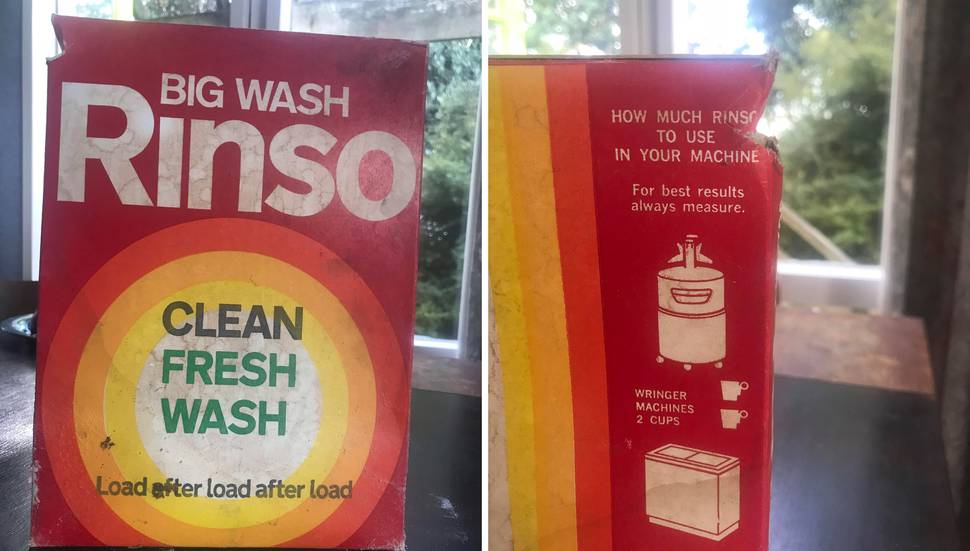 BIG WASH
Rinso
CLEAN
FRESH
WASH
Load after load after load
HOW MUCH RINSO
TO USE
IN YOUR MACHINE
For best results
always measure.
WRINGER
MACHINES
2 CUPS